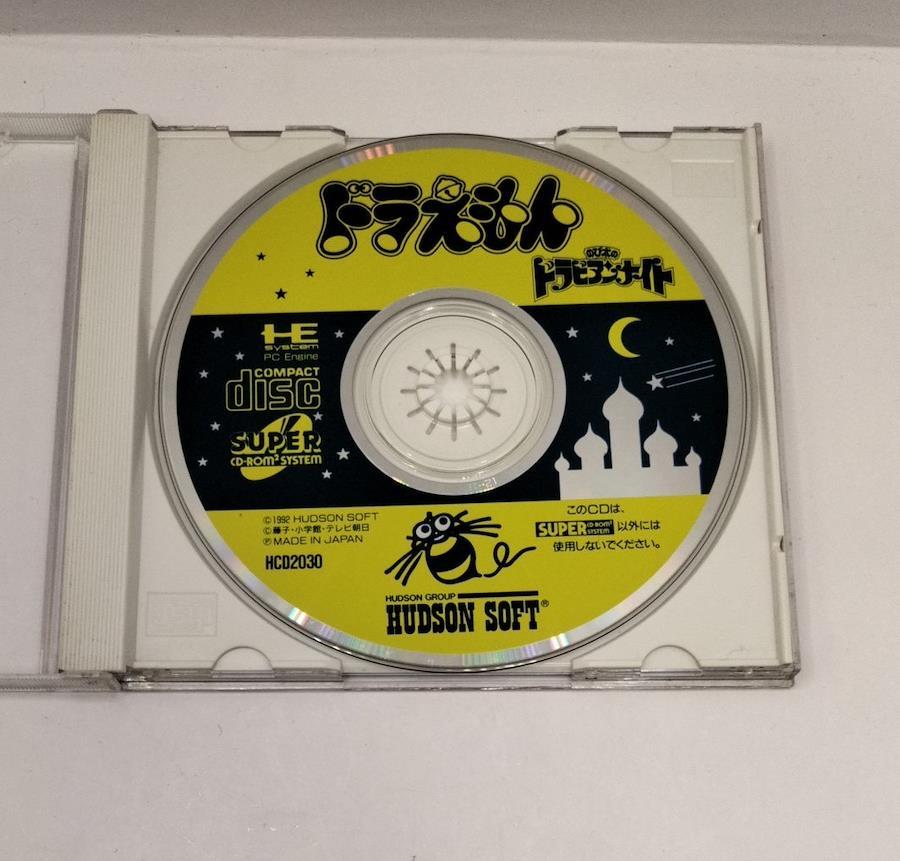 ドラえもん
のび太の
ドラビアンナイト
HE
system
PC Engine
COMPACT
disc
SUPER
CD-ROM² SYSTEM
©1992 HUDSON SOFT
©藤子・小学館・テレビ朝日
Ⓟ MADE IN JAPAN
HCD2030
このCDは、
SUPER CD-ROM² SYSTEM 以外には
使用しないでください。
HUDSON GROUP
HUDSON SOFT®